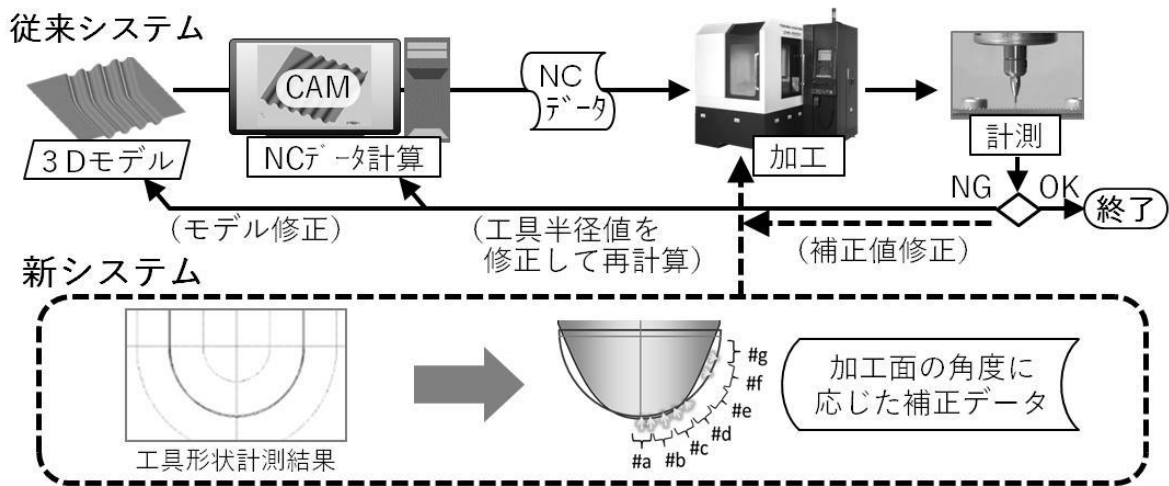 従来システム
CAM
NC
ﾃﾞｰﾀ
３Dモデル
NCﾃﾞｰﾀ計算
加工
計測
NG
OK
終了
(モデル修正)
(工具半径値を
修正して再計算)
(補正値修正)
新システム
工具形状計測結果
#g
#f
#e
#d
#c
#b
#a
加工面の角度に
応じた補正データ